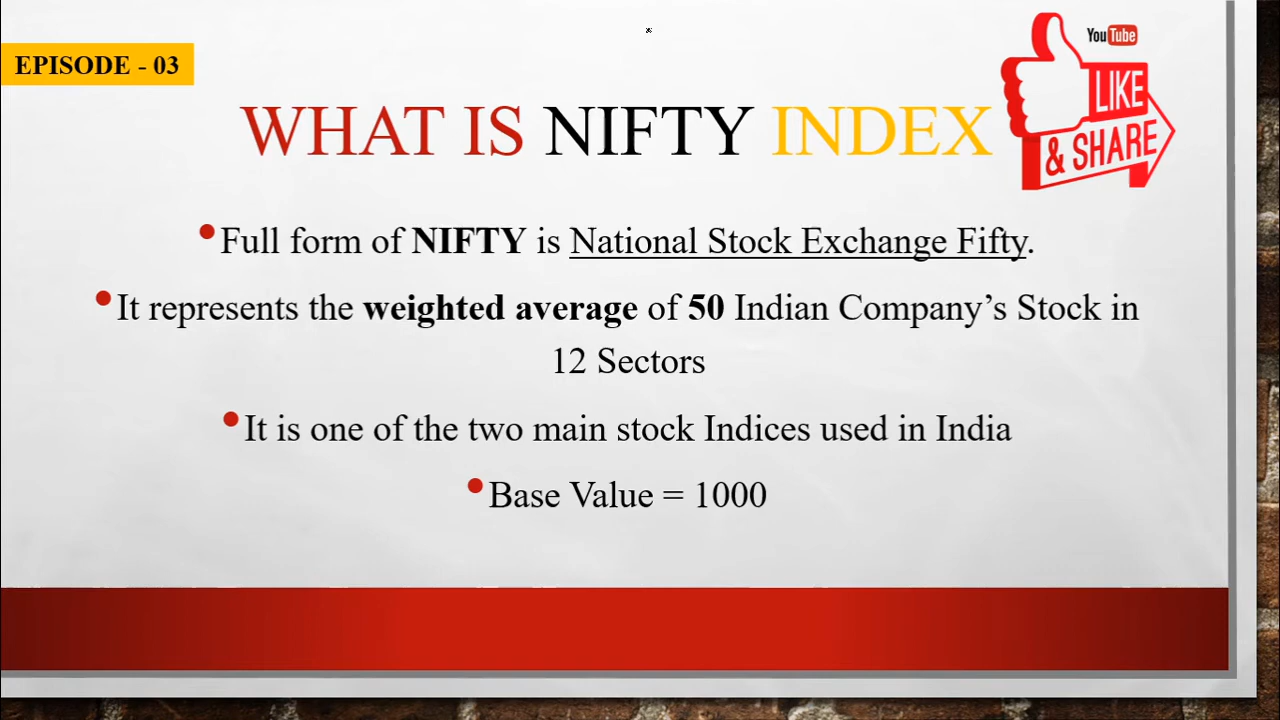 EPISODE - 03
YouTube
LIKE
& SHARE
WHAT IS NIFTY INDEX
•Full form of NIFTY is National Stock Exchange Fifty.
•It represents the weighted average of 50 Indian Company’s Stock in
12 Sectors
•It is one of the two main stock Indices used in India
•Base Value = 1000